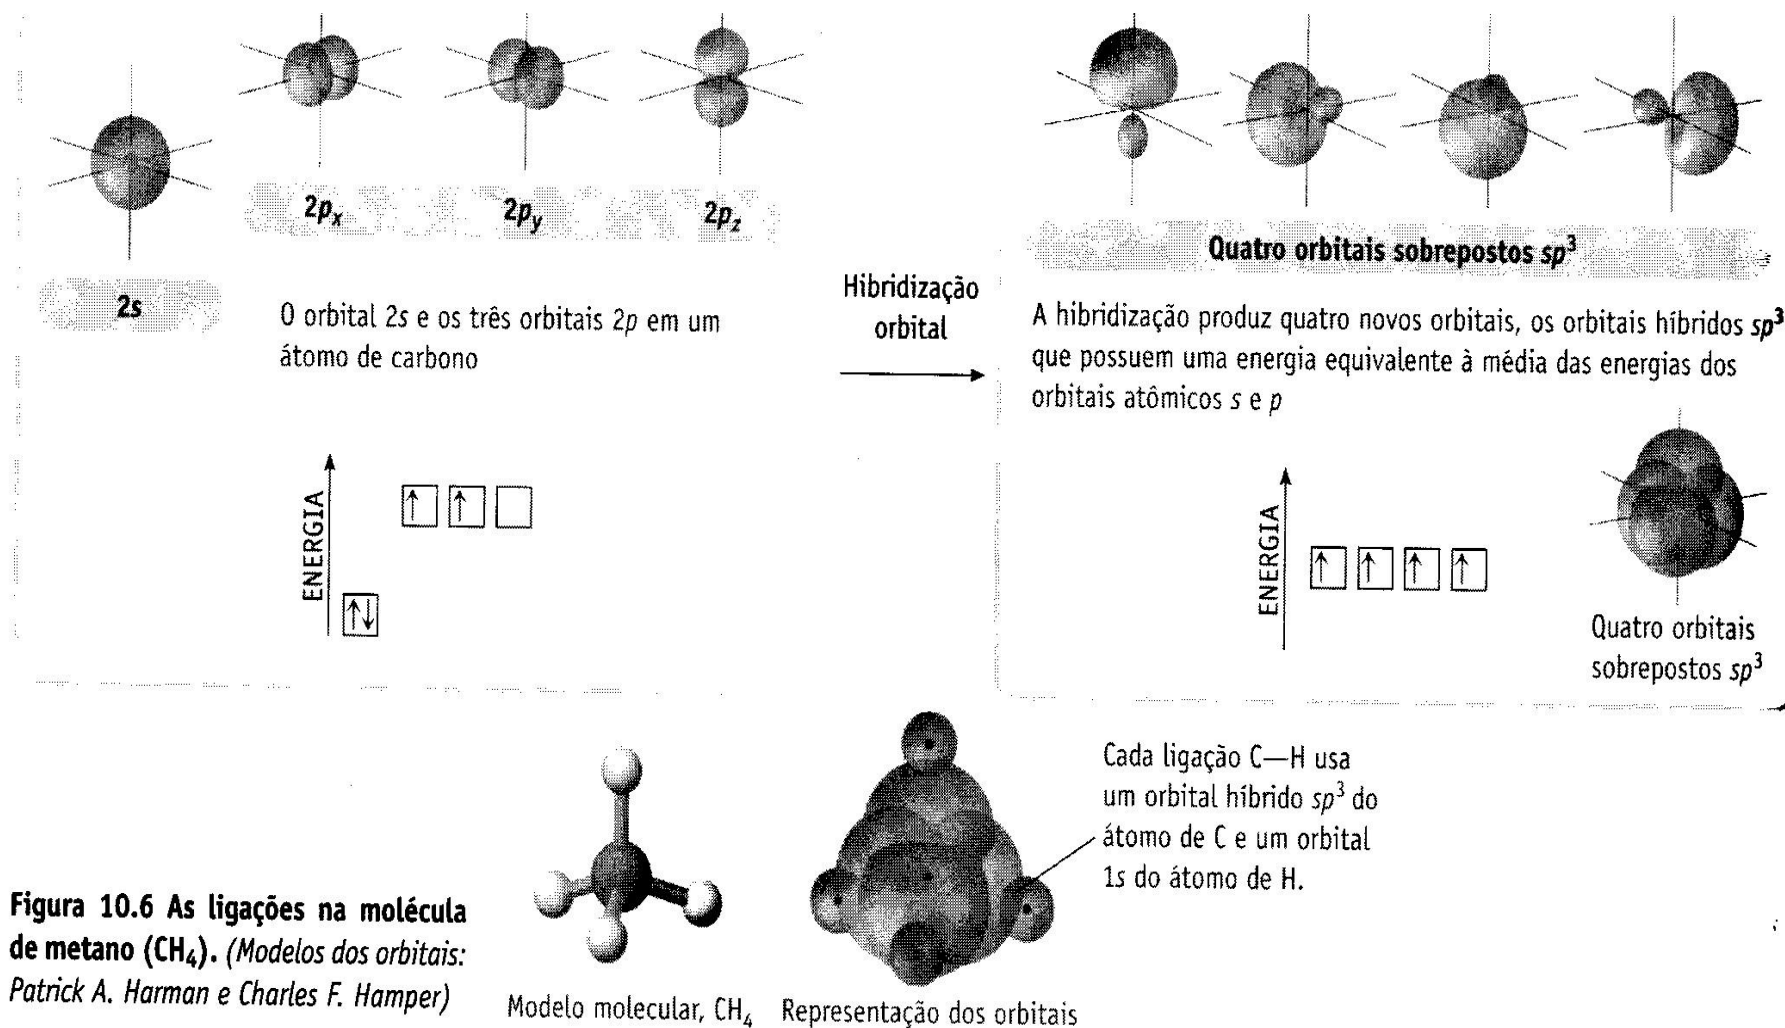 2pₓ
2p_y
2p_z
2s
O orbital 2s e os três orbitais 2p em um
átomo de carbono
ENERGIA
Hibridização
orbital
Quatro orbitais sobrepostos sp³
A hibridização produz quatro novos orbitais, os orbitais híbridos sp³
que possuem uma energia equivalente à média das energias dos
orbitais atômicos s e p
ENERGIA
Quatro orbitais
sobrepostos sp³
Cada ligação C—H usa
um orbital híbrido sp³ do
átomo de C e um orbital
1s do átomo de H.
Modelo molecular, CH₄
Representação dos orbitais
Figura 10.6 As ligações na molécula
de metano (CH₄). (Modelos dos orbitais:
Patrick A. Harman e Charles F. Hamper)